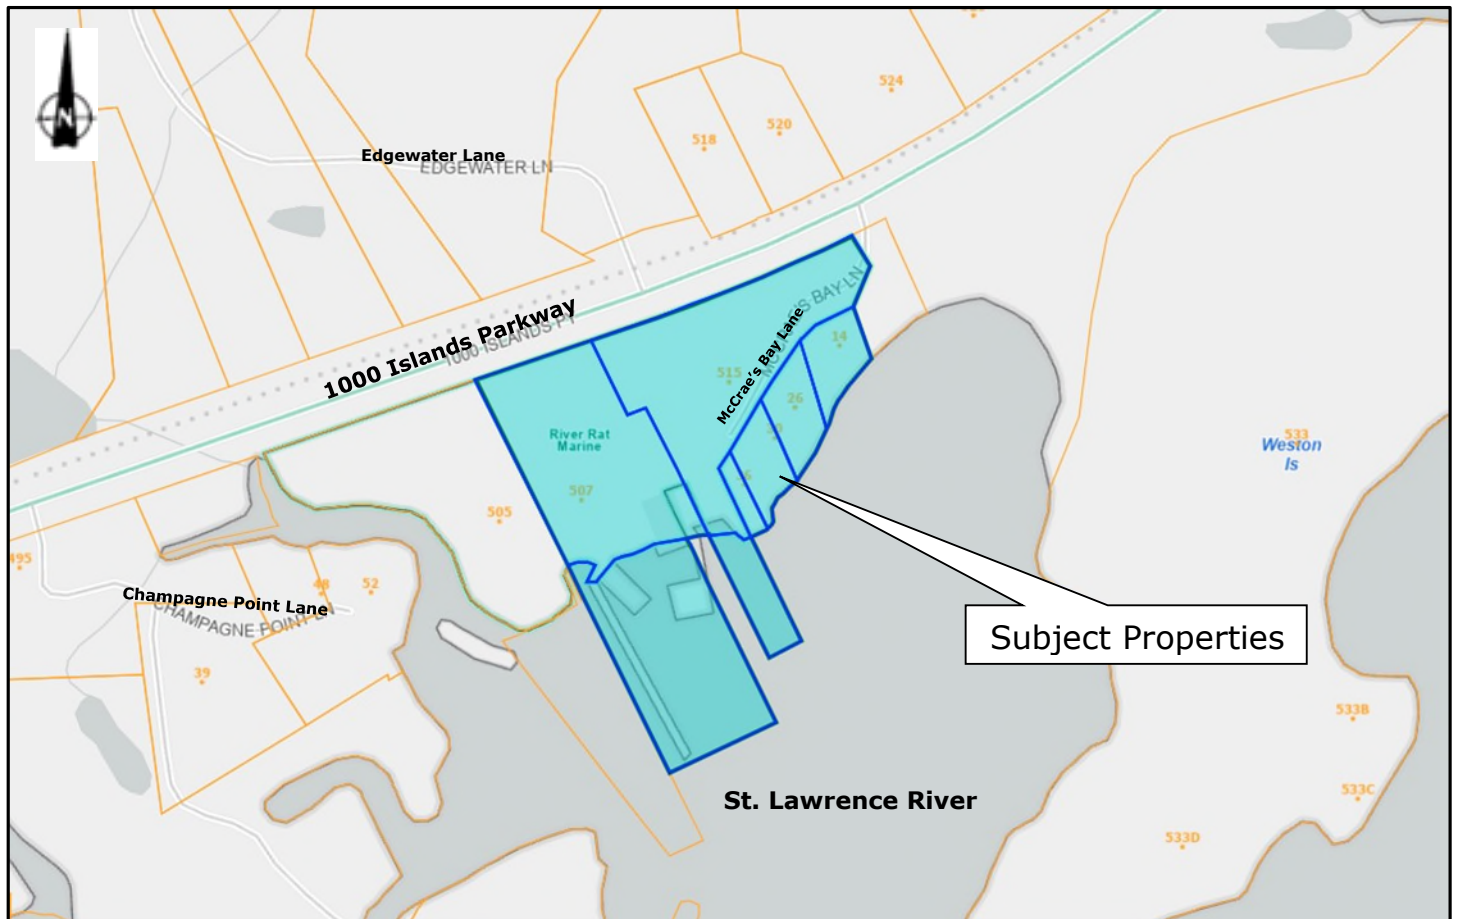 N
524
520
518
Edgewater Lane
EDGEWATER LN
1000 Islands Parkway
1000 ISLANDS P
S BAY LN
McCrae's Bay Lane
14
515
26
River Rat
Marine
507
505
533
Weston
Is
495
48
52
Champagne Point Lane
CHAMPAGNE POINT LN
39
Subject Properties
533B
533C
533D
St. Lawrence River